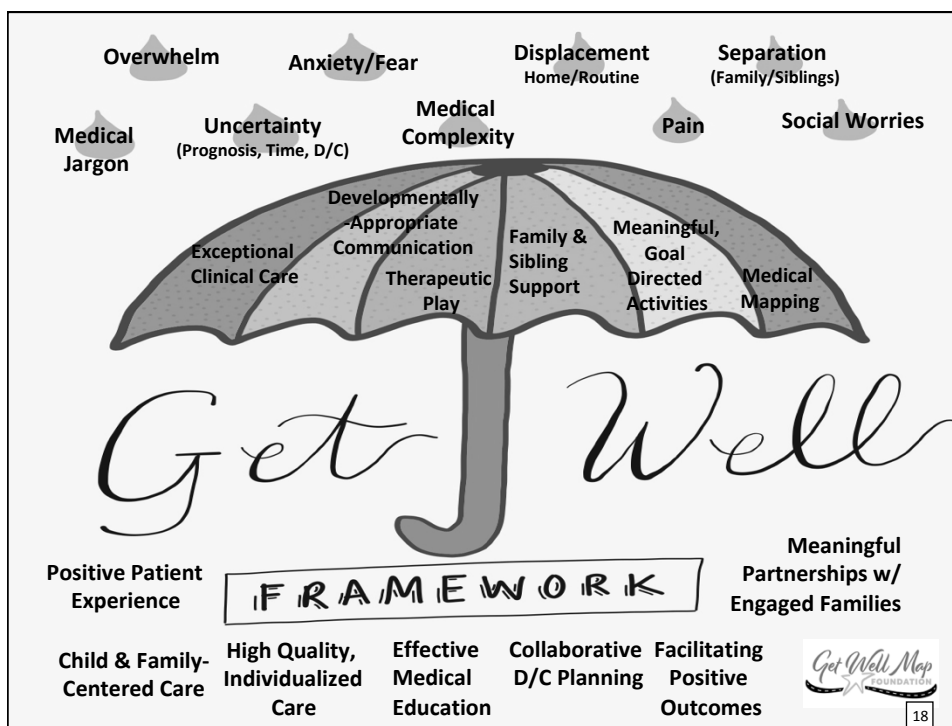 Overwhelm
Anxiety/Fear
Displacement
Home/Routine
Separation
(Family/Siblings)
Medical
Jargon
Uncertainty
(Prognosis, Time, D/C)
Medical
Complexity
Pain
Social Worries
Exceptional
Clinical Care
Developmentally
-Appropriate
Communication
Therapeutic
Play
Family &
Sibling
Support
Meaningful,
Goal
Directed
Activities
Medical
Mapping
Get Well
FRAMEWORK
Positive Patient
Experience
Meaningful
Partnerships w/
Engaged Families
Child & Family-
Centered Care
High Quality,
Individualized
Care
Effective
Medical
Education
Collaborative
D/C Planning
Facilitating
Positive
Outcomes
Get Well Map
FOUNDATION
18